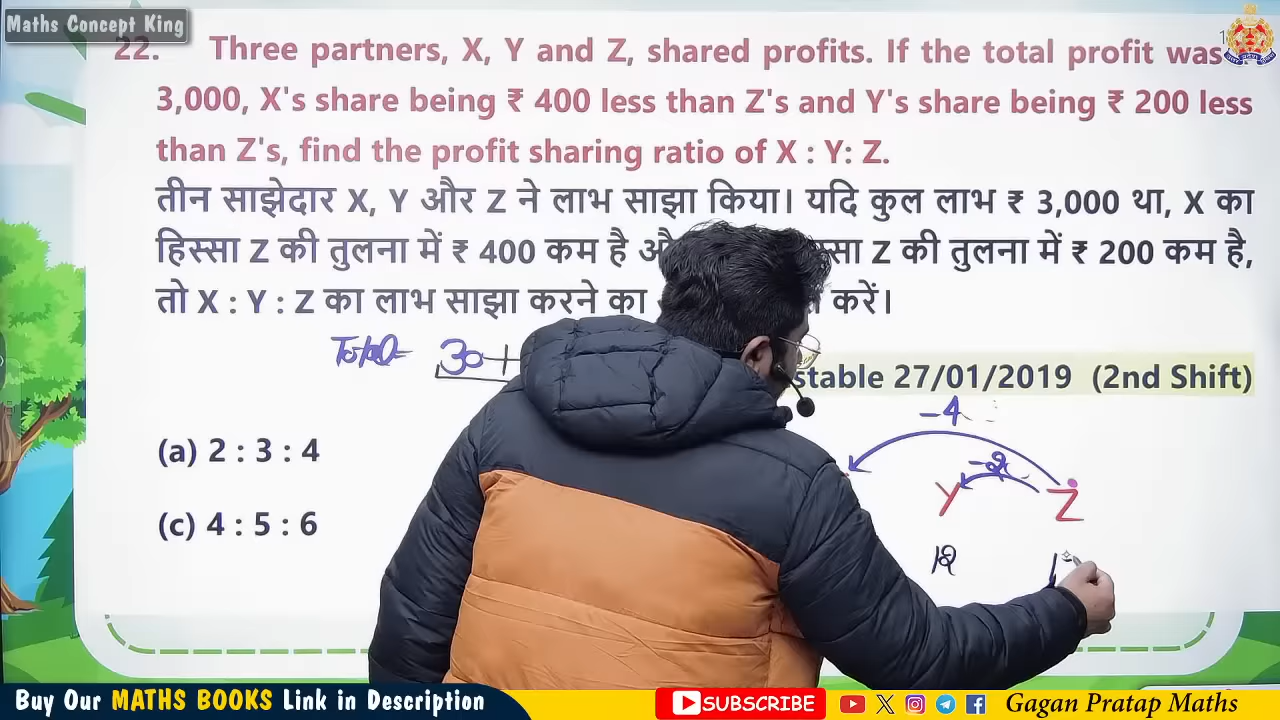 Maths Concept King
22. Three partners, X, Y and Z, shared profits. If the total profit was
3,000, X's share being ₹ 400 less than Z's and Y's share being ₹ 200 less
than Z's, find the profit sharing ratio of X : Y: Z.
तीन साझेदार X, Y और Z ने लाभ साझा किया। यदि कुल लाभ ₹ 3,000 था, X का
हिस्सा Z की तुलना में ₹ 400 कम है Z की तुलना में ₹ 200 कम है,
तो X : Y : Z का लाभ साझा करने का करें।
Total= 30+
stable 27/01/2019 (2nd Shift)
-4
(a) 2 : 3 : 4
-2
Y Z
(c) 4 : 5 : 6
12
Buy Our MATHS BOOKS Link in Description
SUBSCRIBE
Gagan Pratap Maths